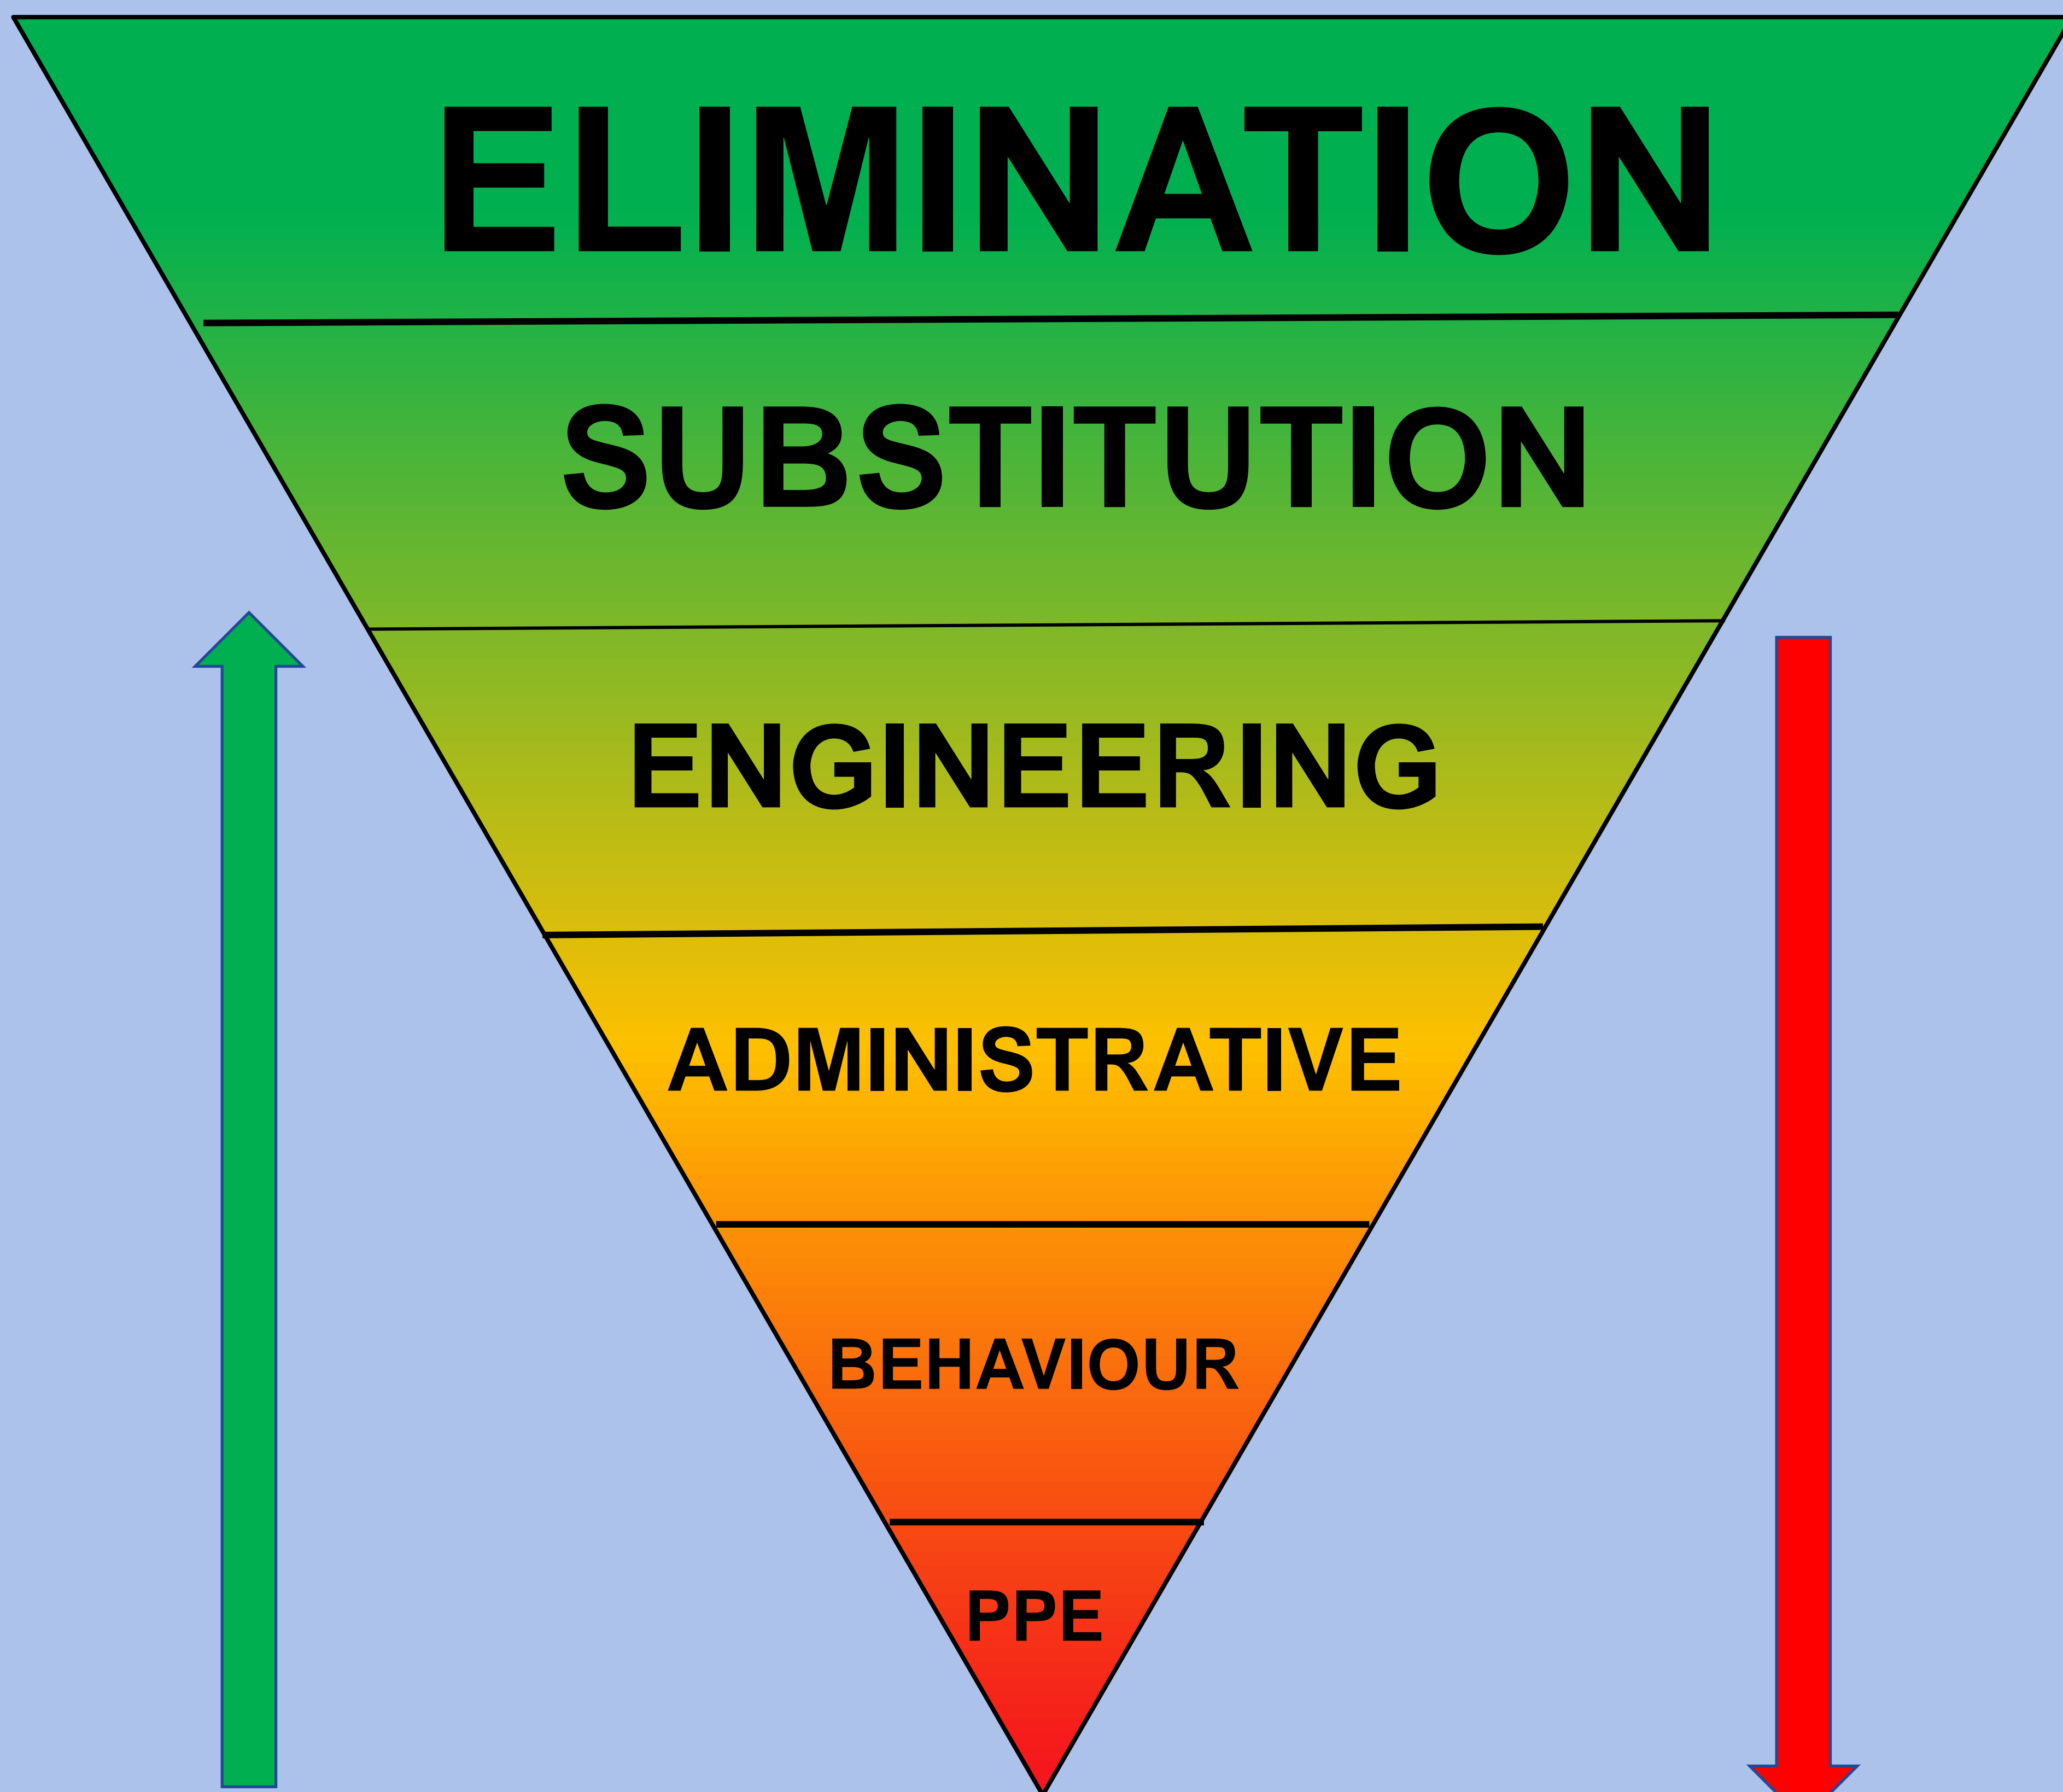 ELIMINATION
SUBSTITUTION
ENGINEERING
ADMINISTRATIVE
BEHAVIOUR
PPE